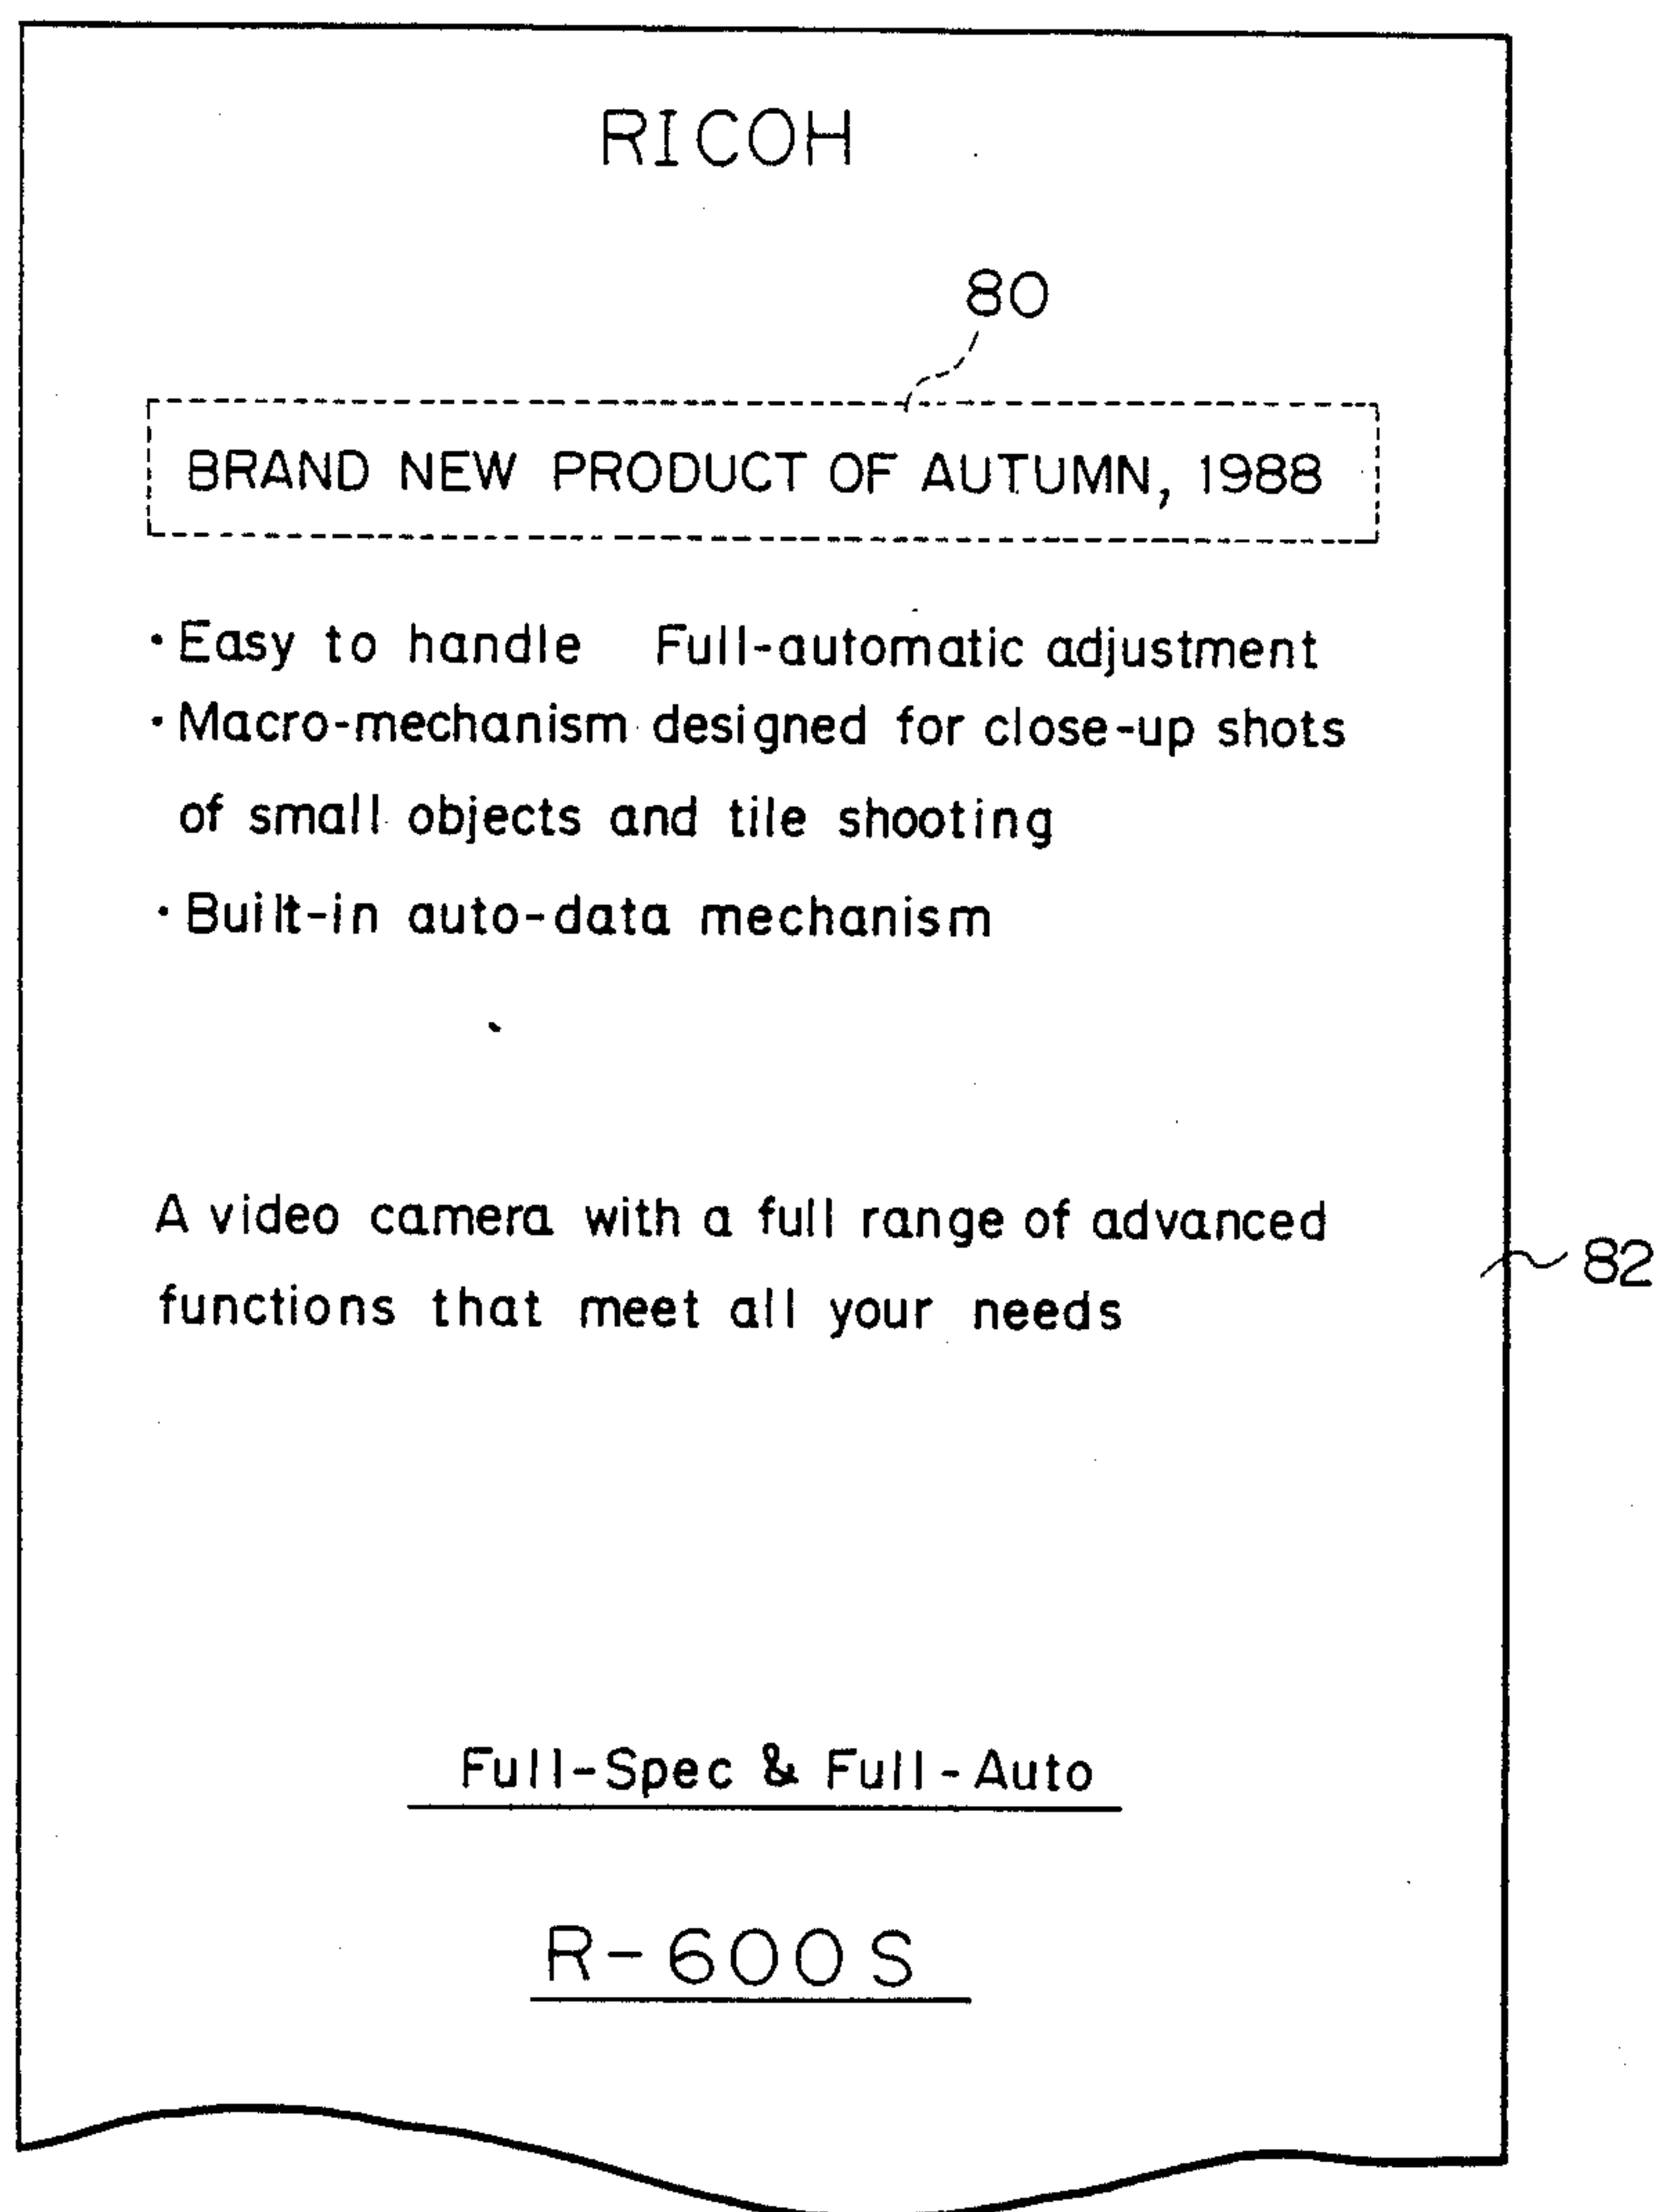 RICOH
80
BRAND NEW PRODUCT OF AUTUMN, 1988
・Easy to handle Full-automatic adjustment
・Macro-mechanism designed for close-up shots
of small objects and tile shooting
・Built-in auto-data mechanism
A video camera with a full range of advanced
functions that meet all your needs
82
Full-Spec & Full-Auto
R-600S